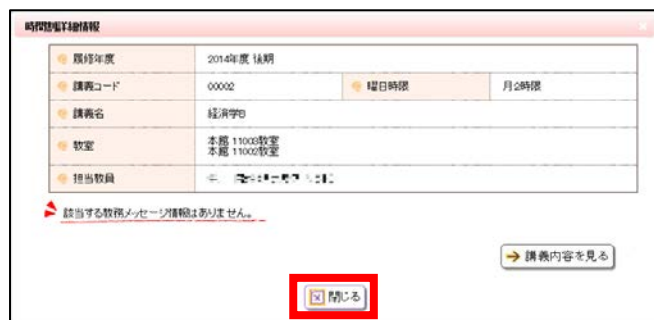 時間割詳細情報
履修年度 2014年度 後期
講義コード 00002 曜日時限 月2時限
講義名 経済学B
教室 本館 11003教室
本館 11002教室
担当教員
該当する教務メッセージ情報はありません。
講義内容を見る
閉じる